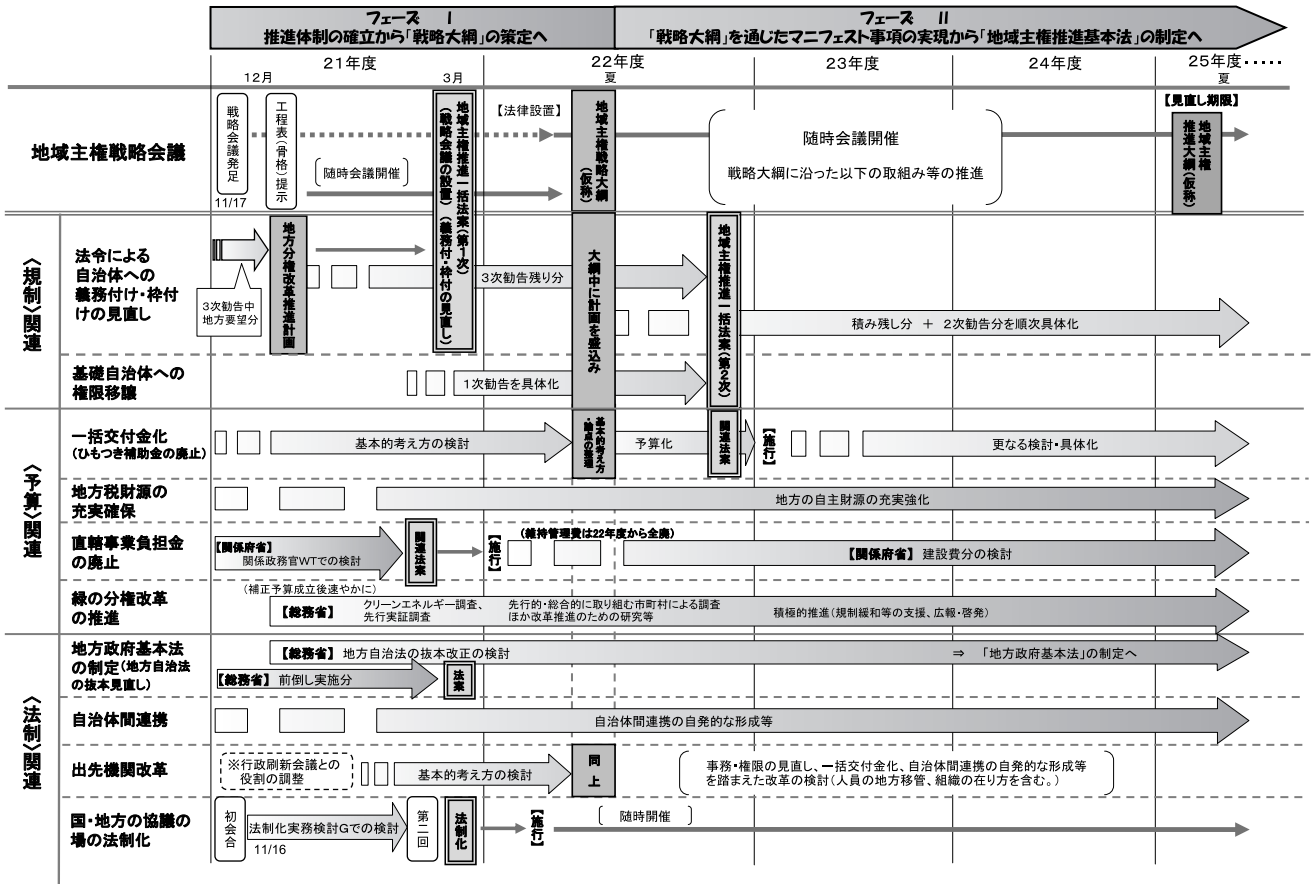 フェーズ Ⅰ
推進体制の確立から「戦略大綱」の策定へ
フェーズ Ⅱ
「戦略大綱」を通じたマニフェスト事項の実現から「地域主権推進基本法」の制定へ
21年度
22年度
23年度
24年度
25年度‥‥‥
12月
3月
夏
夏
地域主権戦略会議
戦略会議発足
11/17
工程表(骨格)提示
随時会議開催
地域主権推進一括法案(第1次)
(戦略会議の設置)(義務付・枠付の見直し)
【法律設置】
地域主権戦略大綱
(仮称)
随時会議開催
戦略大綱に沿った以下の取組み等の推進
【見直し期限】
地域主権
推進大綱(仮称)
〈規制〉関連
法令による
自治体への
義務付け・枠付
けの見直し
3次勧告中
地方要望分
地方分権改革推進計画
3次勧告残り分
大綱中に計画を盛込み
地域主権推進一括法案(第2次)
積み残し分 + 2次勧告分を順次具体化
基礎自治体への
権限移譲
1次勧告を具体化
〈予算〉関連
一括交付金化
(ひもつき補助金の廃止)
基本的考え方の検討
基本的考え方
・論点の整理
予算化
関連法案
【施行】
更なる検討・具体化
地方税財源の
充実確保
地方の自主財源の充実強化
直轄事業負担金
の廃止
【関係府省】
関係政務官WTでの検討
関連法案
【施行】
(維持管理費は22年度から全廃)
【関係府省】建設費分の検討
緑の分権改革
の推進
(補正予算成立後速やかに)
【総務省】
クリーンエネルギー調査、
先行実証調査
先行的・総合的に取り組む市町村による調査
ほか改革推進のための研究等
積極的推進(規制緩和等の支援、広報・啓発)
〈法制〉関連
地方政府基本法
の制定(地方自治法
の抜本見直し)
【総務省】地方自治法の抜本改正の検討
⇒ 「地方政府基本法」の制定へ
【総務省】前倒し実施分
法案
自治体間連携
自治体間連携の自発的な形成等
出先機関改革
※行政刷新会議との
役割の調整
基本的考え方の検討
同上
事務・権限の見直し、一括交付金化、自治体間連携の自発的な形成等
を踏まえた改革の検討(人員の地方移管、組織の在り方を含む。)
国・地方の協議の
場の法制化
初会合
法制化実務検討Gでの検討
11/16
第二回
法制化
【施行】
随時開催